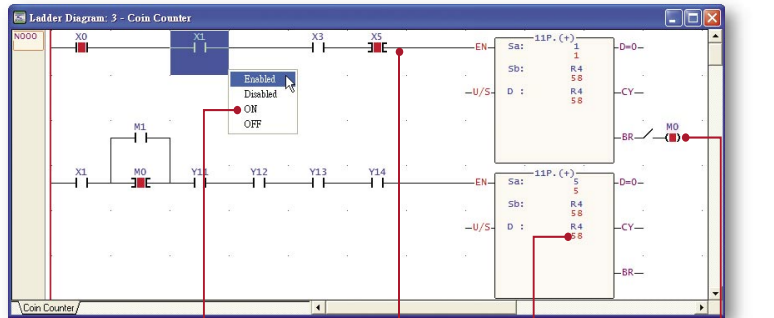 Ladder Diagram: 3 - Coin Counter
N000 X0 X1 X3 X5
11P.(+)
EN Sa: 1 D=0
1
Sb: R4
58
U/S D : R4 CY
58
BR M0
Enabled
Disabled
ON
OFF
M1
X1 M0 Y11 Y12 Y13 Y14
11P.(+)
EN Sa: 5 D=0
5
Sb: R4
58
U/S D : R4 CY
58
BR
Coin Counter